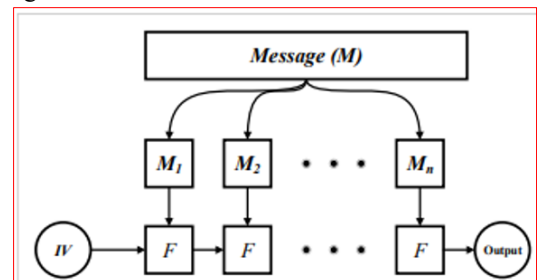 Message (M)
M1 M2 • • • Mn
IV F F • • • F Output